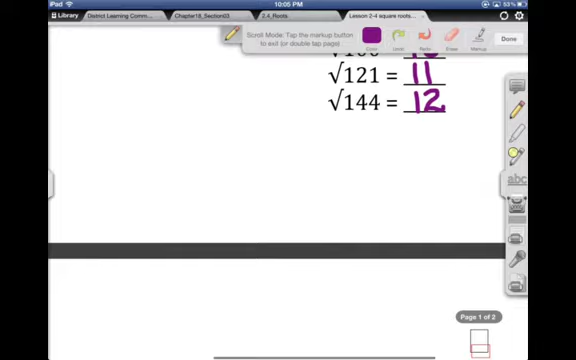 iPad 10:05 PM 53%
Library District Learning Comm... Chapter18_Section03 2.4_Roots Lesson 2-4 square roots...
Scroll Mode: Tap the markup button
to exit (or double tap page)
Color Undo Redo Erase Markup Done
√121 = 11
√144 = 12
abc
Page 1 of 2